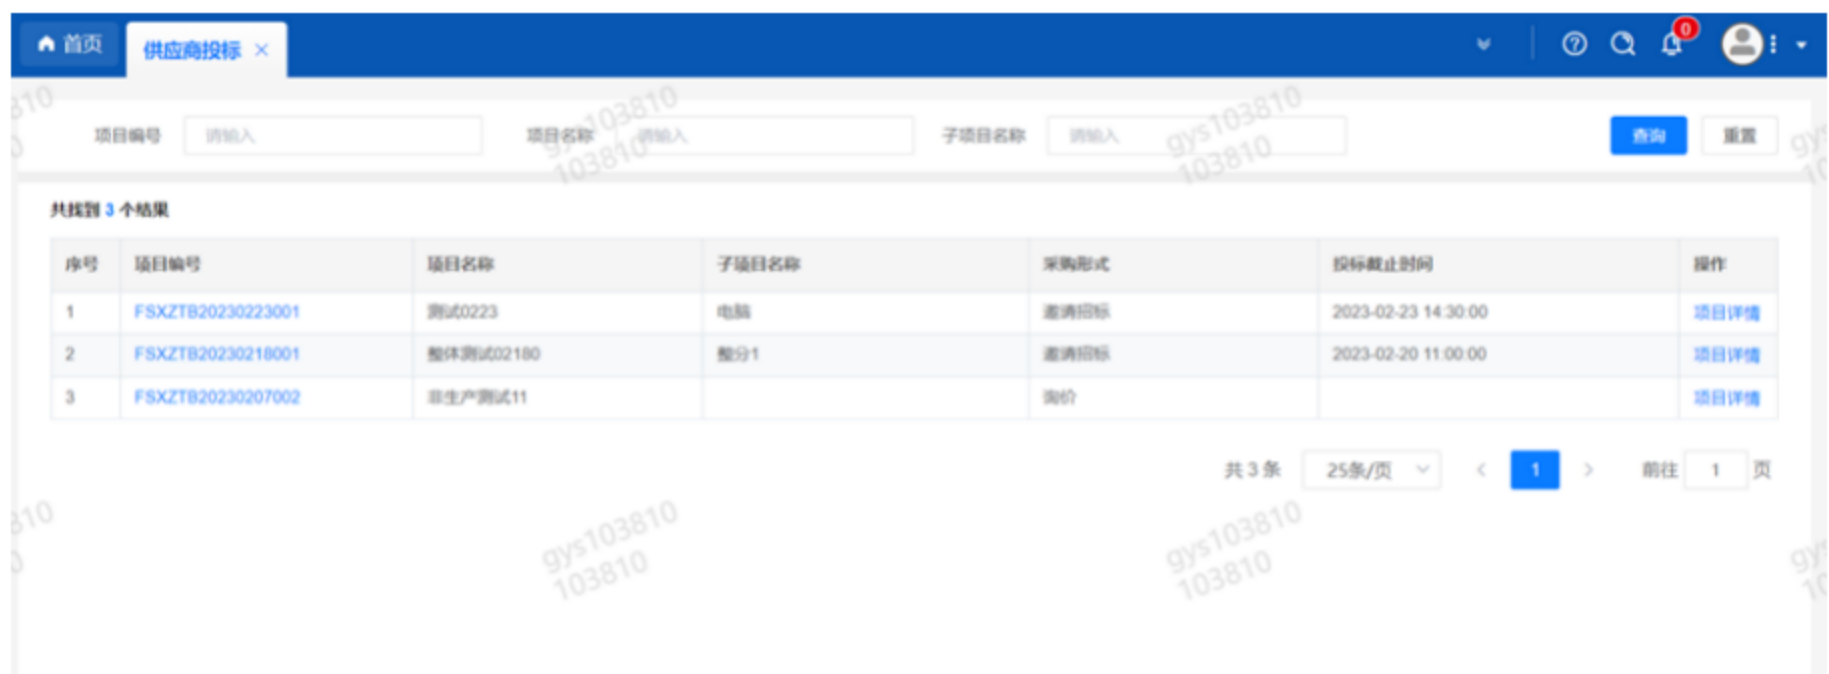 首页 供应商投标 × 0
项目编号 请输入 项目名称 请输入 子项目名称 请输入 查询 重置
共找到 3 个结果
序号 项目编号 项目名称 子项目名称 采购形式 投标截止时间 操作
1 FSXZTB20230223001 测试0223 电脑 邀请招标 2023-02-23 14:30:00 项目详情
2 FSXZTB20230218001 整体测试02180 整分1 邀请招标 2023-02-20 11:00:00 项目详情
3 FSXZTB20230207002 非生产测试11 询价 项目详情
共 3 条 25条/页 < 1 > 前往 1 页
gys103810
103810
gys103810
103810
gys103810
103810
gys103810
103810